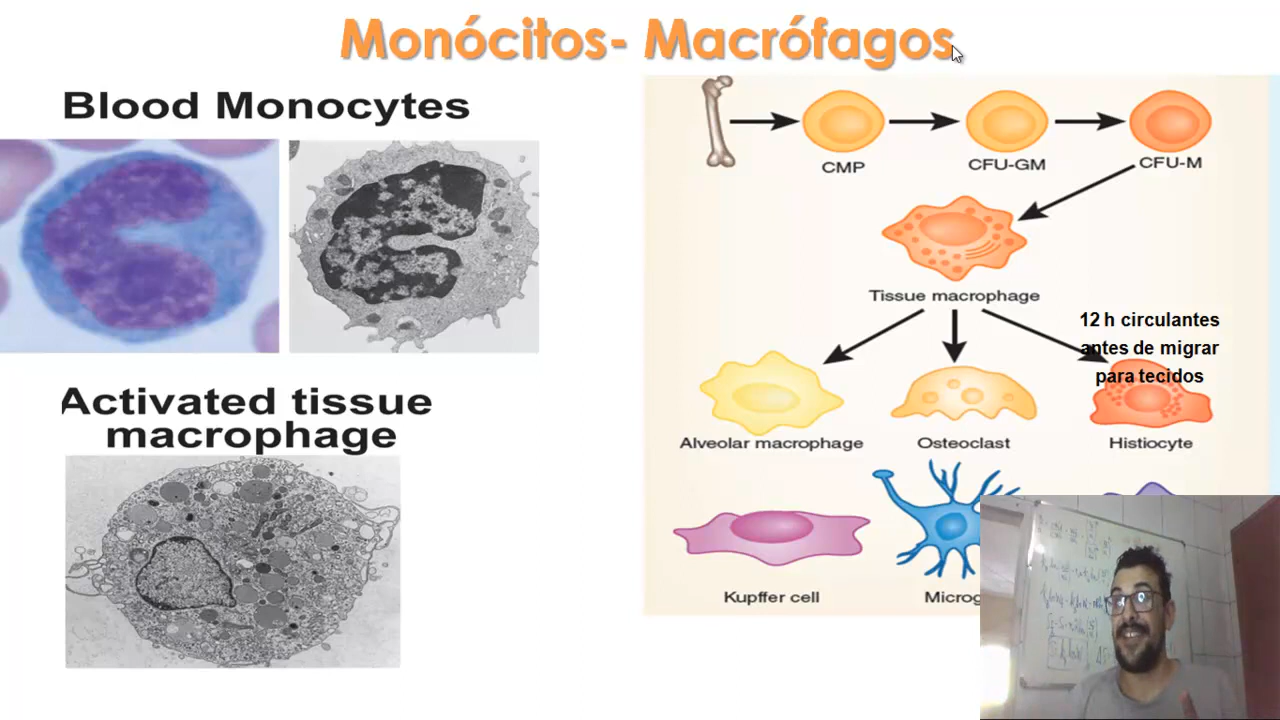 Monócitos- Macrófagos
Blood Monocytes
Activated tissue
macrophage
CMP
CFU-GM
CFU-M
Tissue macrophage
12 h circulantes
antes de migrar
para tecidos
Alveolar macrophage
Osteoclast
Histiocyte
Kupffer cell